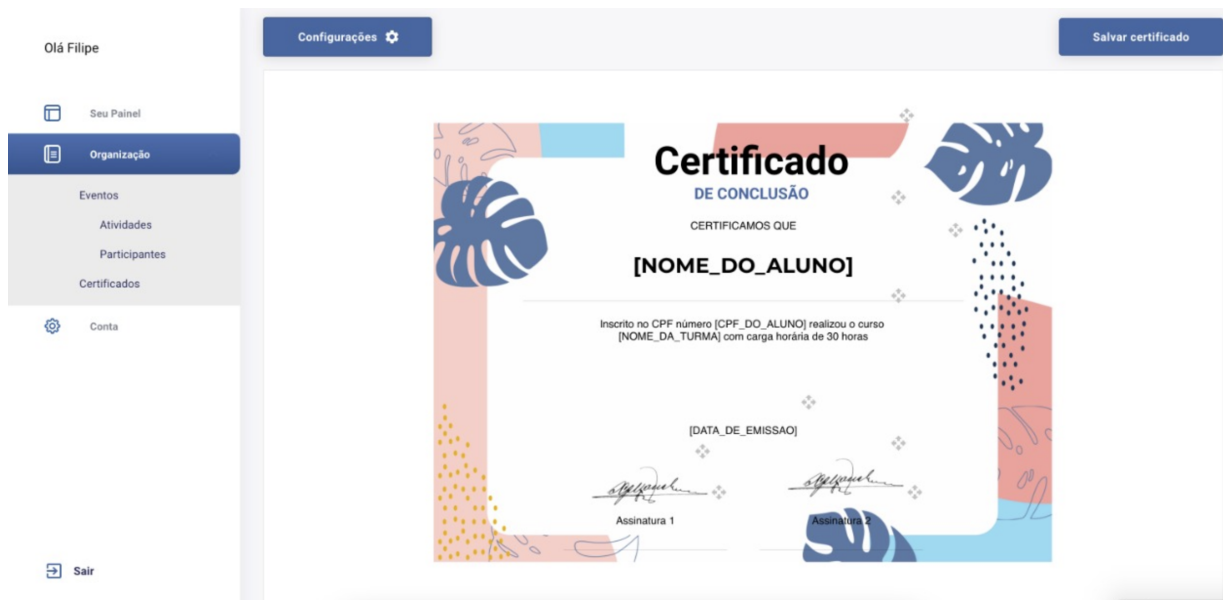 Olá Filipe
Seu Painel
Organização
Eventos
Atividades
Participantes
Certificados
Conta
Sair
Configurações
Salvar certificado
Certificado
DE CONCLUSÃO
CERTIFICAMOS QUE
[NOME_DO_ALUNO]
Inscrito no CPF número [CPF_DO_ALUNO] realizou o curso
[NOME_DA_TURMA] com carga horária de 30 horas
[DATA_DE_EMISSAO]
Assinatura 1
Assinatura 2